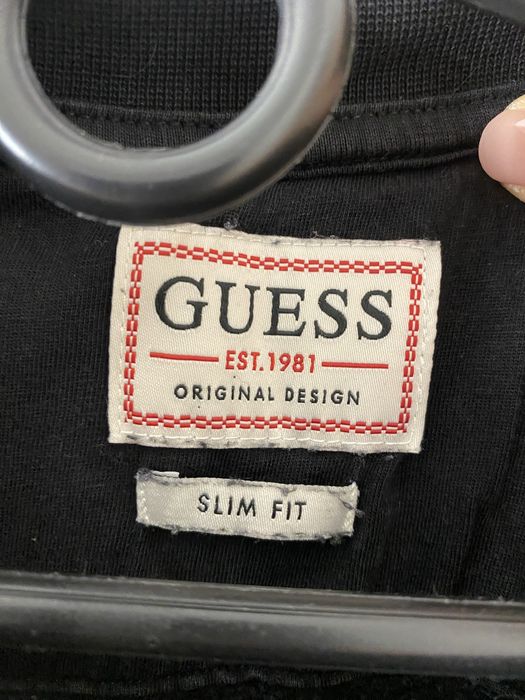 GUESS
EST.1981
ORIGINAL DESIGN
SLIM FIT